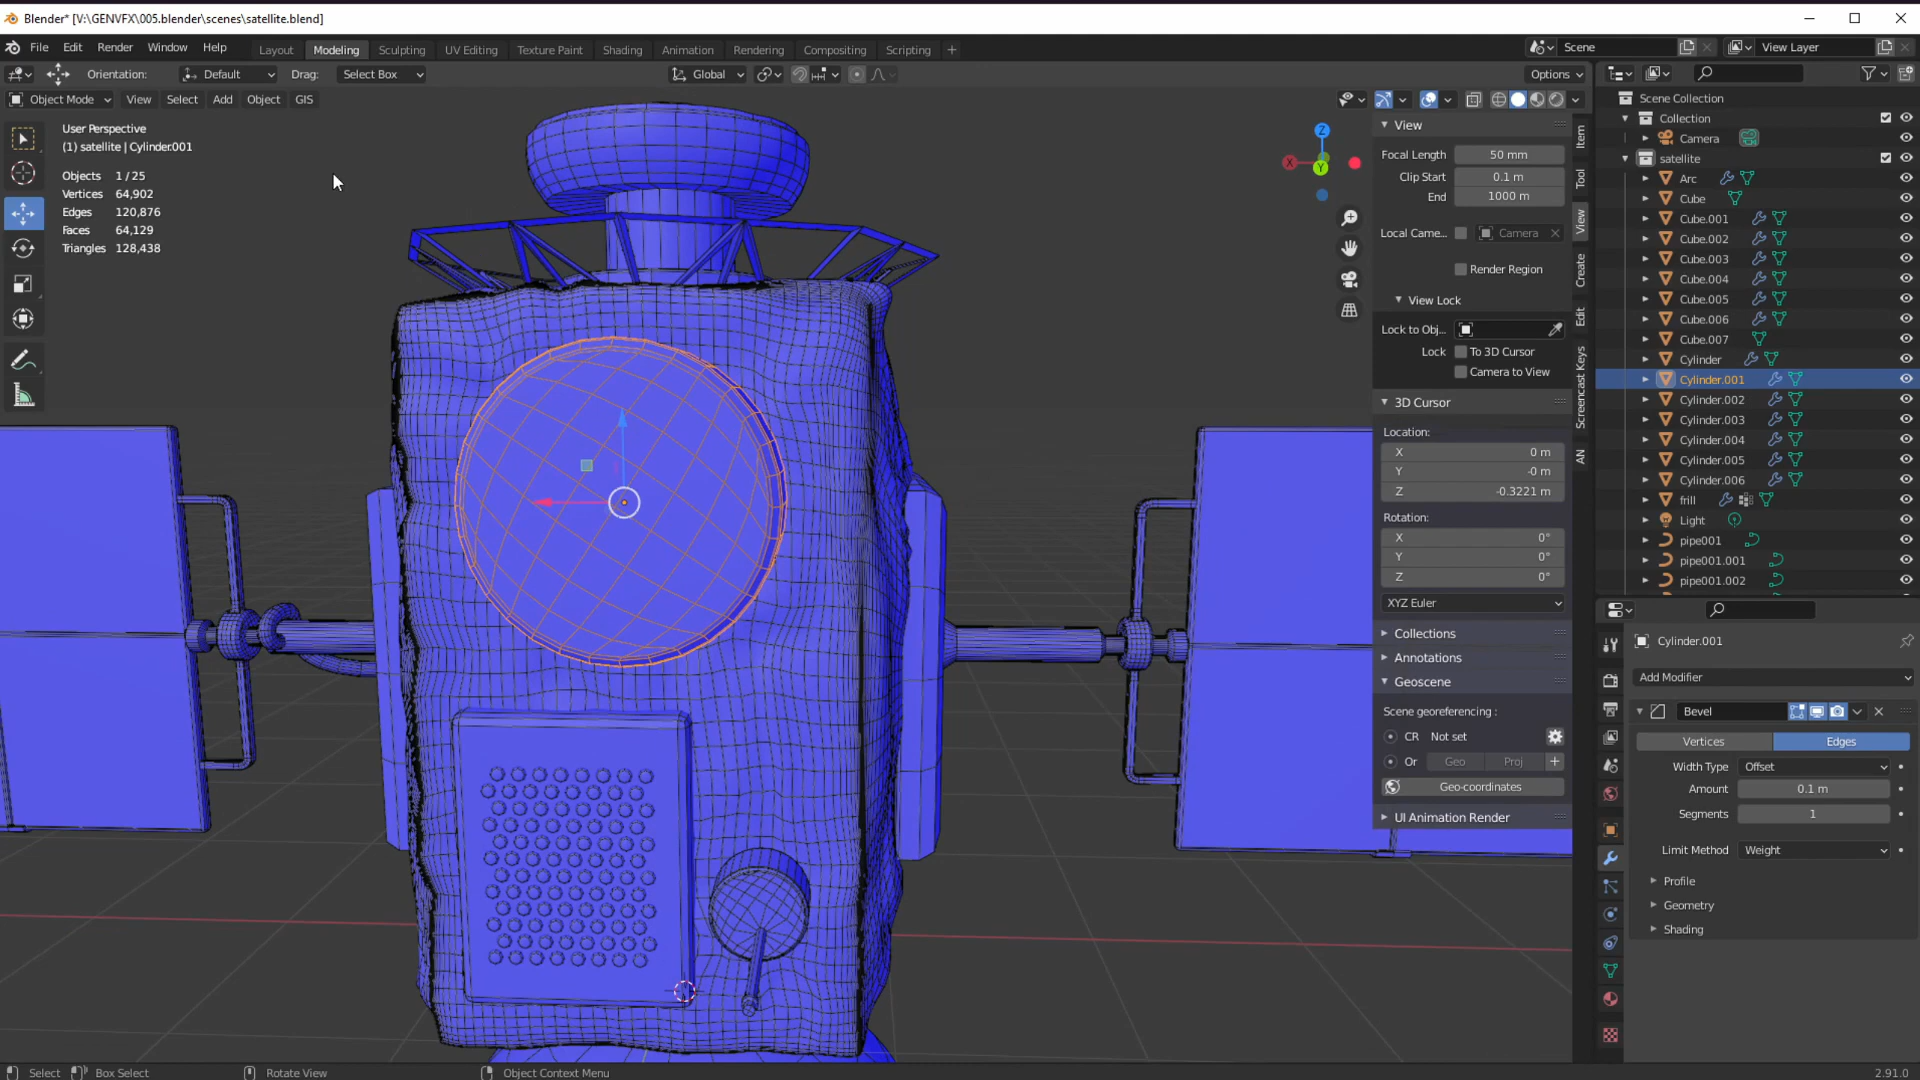 Blender* [V:\GENVFX\005.blender\scenes\satellite.blend]
File Edit Render Window Help Layout Modeling Sculpting UV Editing Texture Paint Shading Animation Rendering Compositing Scripting + Scene View Layer
Orientation: Default Drag: Select Box Global Options
Object Mode View Select Add Object GIS
User Perspective
(1) satellite | Cylinder.001
Objects 1 / 25
Vertices 64,902
Edges 120,876
Faces 64,129
Triangles 128,438
Z
X
Y
View
Focal Length 50 mm
Clip Start 0.1 m
End 1000 m
Local Came... Camera
Render Region
View Lock
Lock to Obj...
Lock To 3D Cursor
Camera to View
3D Cursor
Location:
X 0 m
Y -0 m
Z -0.3221 m
Rotation:
X 0°
Y 0°
Z 0°
XYZ Euler
Collections
Annotations
Geoscene
Scene georeferencing :
CR Not set
Or Geo Proj +
Geo-coordinates
UI Animation Render
Item
Tool
View
Create
Edit
Screencast Keys
AN
Scene Collection
Collection
Camera
satellite
Arc
Cube
Cube.001
Cube.002
Cube.003
Cube.004
Cube.005
Cube.006
Cube.007
Cylinder
Cylinder.001
Cylinder.002
Cylinder.003
Cylinder.004
Cylinder.005
Cylinder.006
frill
Light
pipe001
pipe001.001
pipe001.002
Cylinder.001
Add Modifier
Bevel
Vertices Edges
Width Type Offset
Amount 0.1 m
Segments 1
Limit Method Weight
Profile
Geometry
Shading
Select Box Select Rotate View Object Context Menu 2.91.0